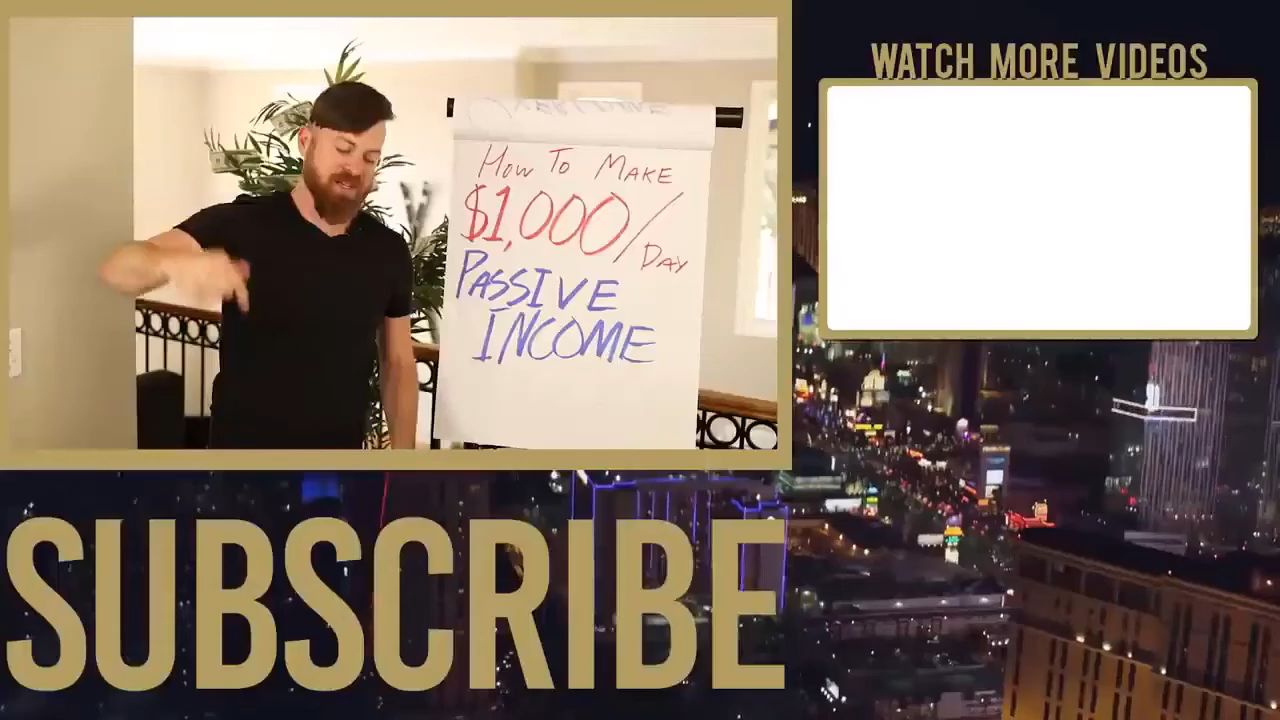 WATCH MORE VIDEOS
How To MAKE
$1,000/
DAY
PASSIVE
INCOME
SUBSCRIBE